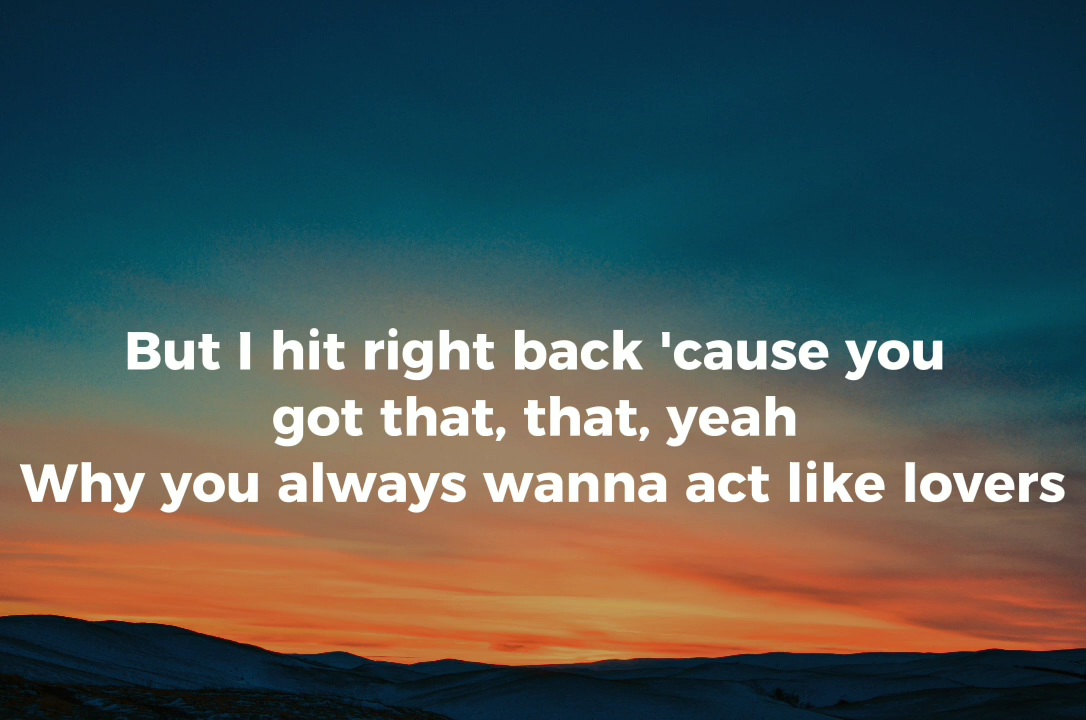 But I hit right back 'cause you
got that, that, yeah
Why you always wanna act like lovers